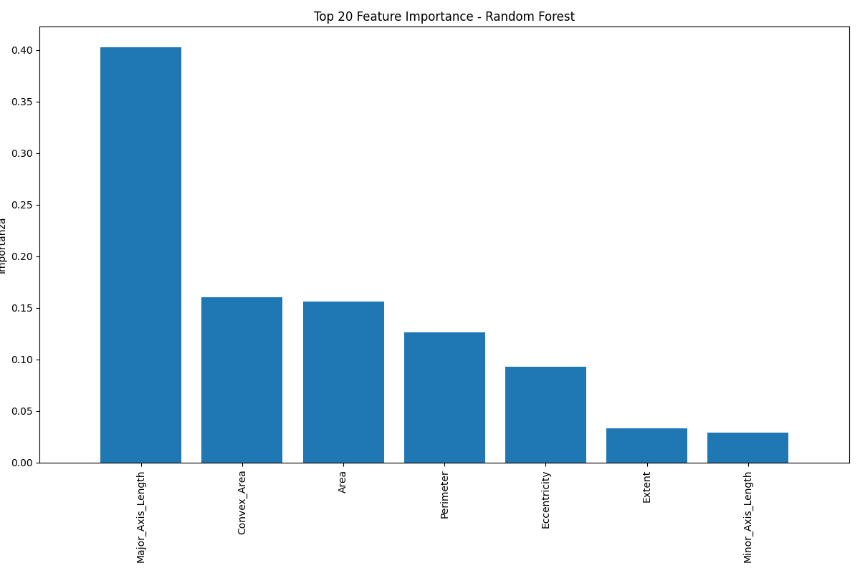 Top 20 Feature Importance - Random Forest
Importanza
0.40
0.35
0.30
0.25
0.20
0.15
0.10
0.05
0.00
Major_Axis_Length
Convex_Area
Area
Perimeter
Eccentricity
Extent
Minor_Axis_Length